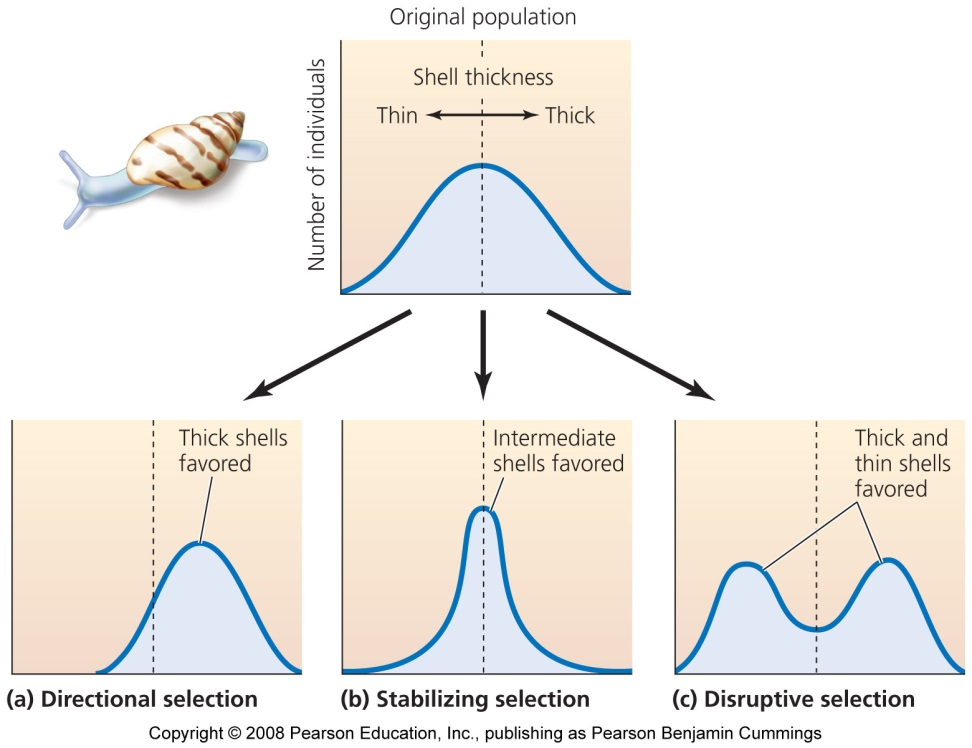 Original population
Number of individuals
Shell thickness
Thin
Thick
Thick shells
favored
Intermediate
shells favored
Thick and
thin shells
favored
(a) Directional selection
(b) Stabilizing selection
(c) Disruptive selection
Copyright © 2008 Pearson Education, Inc., publishing as Pearson Benjamin Cummings